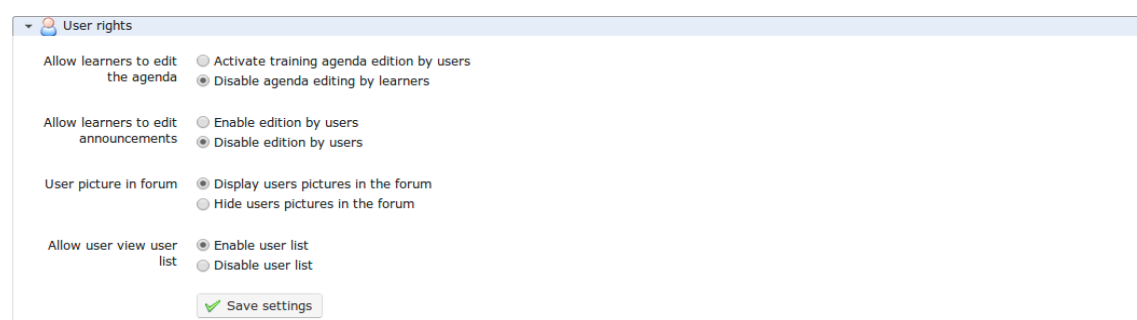 User rights
Allow learners to edit the agenda
Activate training agenda edition by users
Disable agenda editing by learners
Allow learners to edit announcements
Enable edition by users
Disable edition by users
User picture in forum
Display users pictures in the forum
Hide users pictures in the forum
Allow user view user list
Enable user list
Disable user list
Save settings